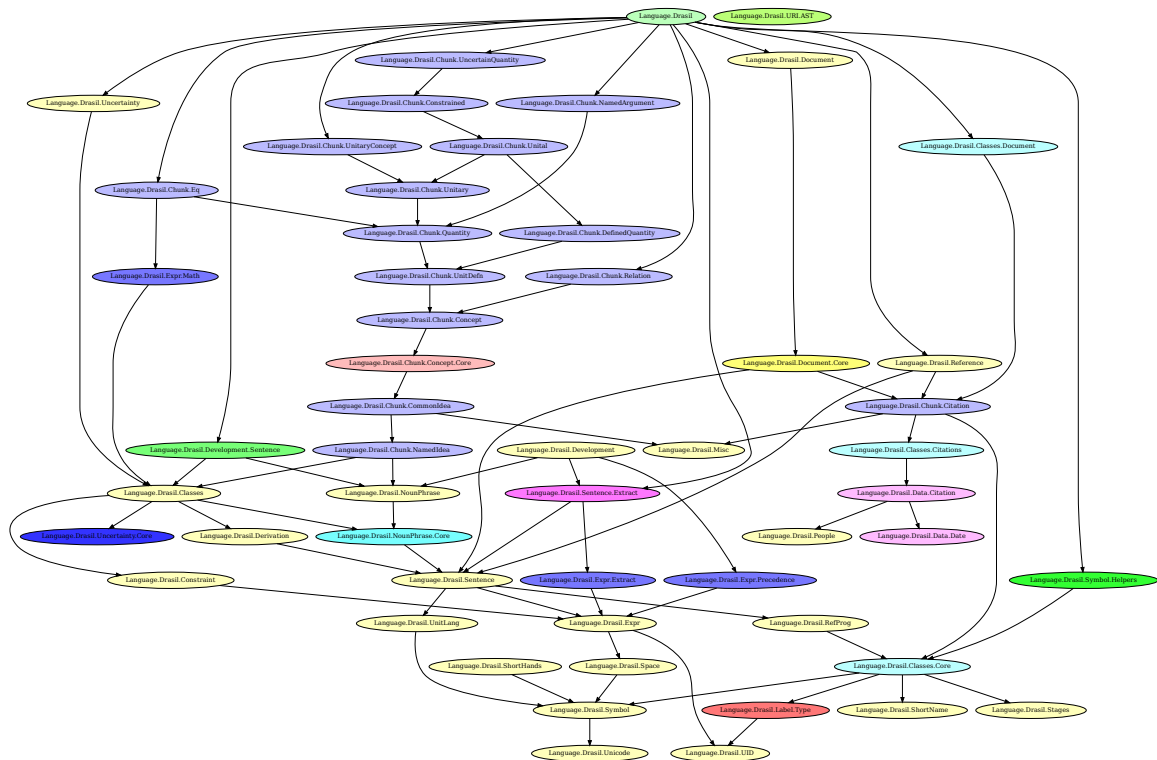 Language.Drasil
Language.Drasil.URLAST
Language.Drasil.Chunk.UncertainQuantity
Language.Drasil.Document
Language.Drasil.Uncertainty
Language.Drasil.Chunk.Constrained
Language.Drasil.Chunk.NamedArgument
Language.Drasil.Chunk.UnitaryConcept
Language.Drasil.Chunk.Unital
Language.Drasil.Classes.Document
Language.Drasil.Chunk.Eq
Language.Drasil.Chunk.Unitary
Language.Drasil.Chunk.Quantity
Language.Drasil.Chunk.DefinedQuantity
Language.Drasil.Expr.Math
Language.Drasil.Chunk.UnitDefn
Language.Drasil.Chunk.Relation
Language.Drasil.Chunk.Concept
Language.Drasil.Chunk.Concept.Core
Language.Drasil.Document.Core
Language.Drasil.Reference
Language.Drasil.Chunk.CommonIdea
Language.Drasil.Chunk.Citation
Language.Drasil.Development.Sentence
Language.Drasil.Chunk.NamedIdea
Language.Drasil.Development
Language.Drasil.Misc
Language.Drasil.Classes.Citations
Language.Drasil.Classes
Language.Drasil.NounPhrase
Language.Drasil.Sentence.Extract
Language.Drasil.Data.Citation
Language.Drasil.Uncertainty.Core
Language.Drasil.Derivation
Language.Drasil.NounPhrase.Core
Language.Drasil.People
Language.Drasil.Data.Date
Language.Drasil.Constraint
Language.Drasil.Sentence
Language.Drasil.Expr.Extract
Language.Drasil.Expr.Precedence
Language.Drasil.Symbol.Helpers
Language.Drasil.UnitLang
Language.Drasil.Expr
Language.Drasil.RefProg
Language.Drasil.ShortHands
Language.Drasil.Space
Language.Drasil.Classes.Core
Language.Drasil.Symbol
Language.Drasil.Label.Type
Language.Drasil.ShortName
Language.Drasil.Stages
Language.Drasil.Unicode
Language.Drasil.UID